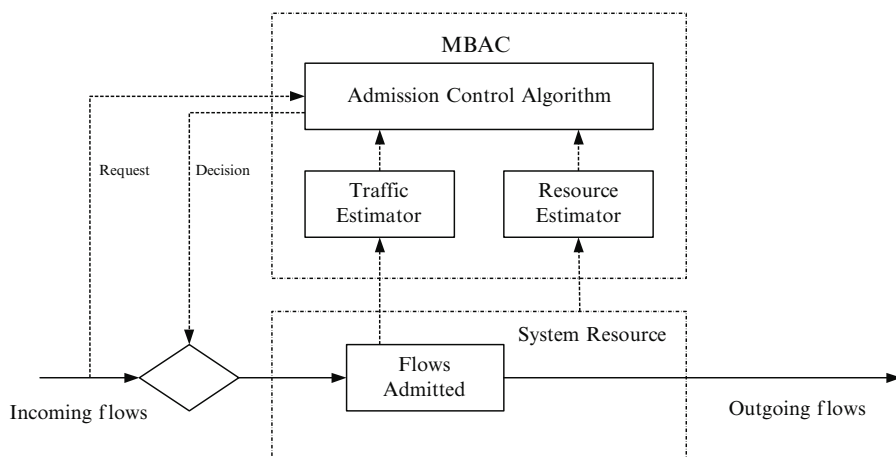 MBAC
Admission Control Algorithm
Request
Decision
Traffic
Estimator
Resource
Estimator
System Resource
Flows
Admitted
Incoming flows
Outgoing flows